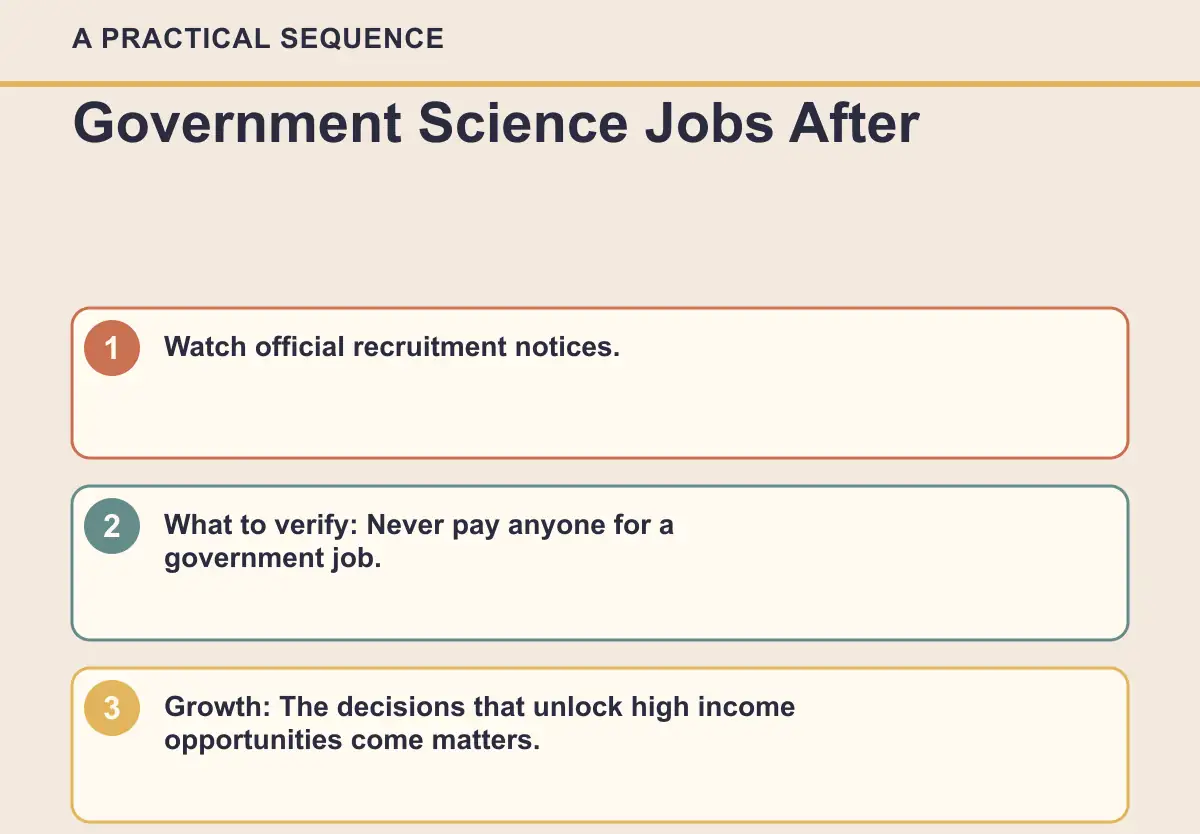 A PRACTICAL SEQUENCE
Government Science Jobs After
1
Watch official recruitment notices.
2
What to verify: Never pay anyone for a
government job.
3
Growth: The decisions that unlock high income
opportunities come matters.